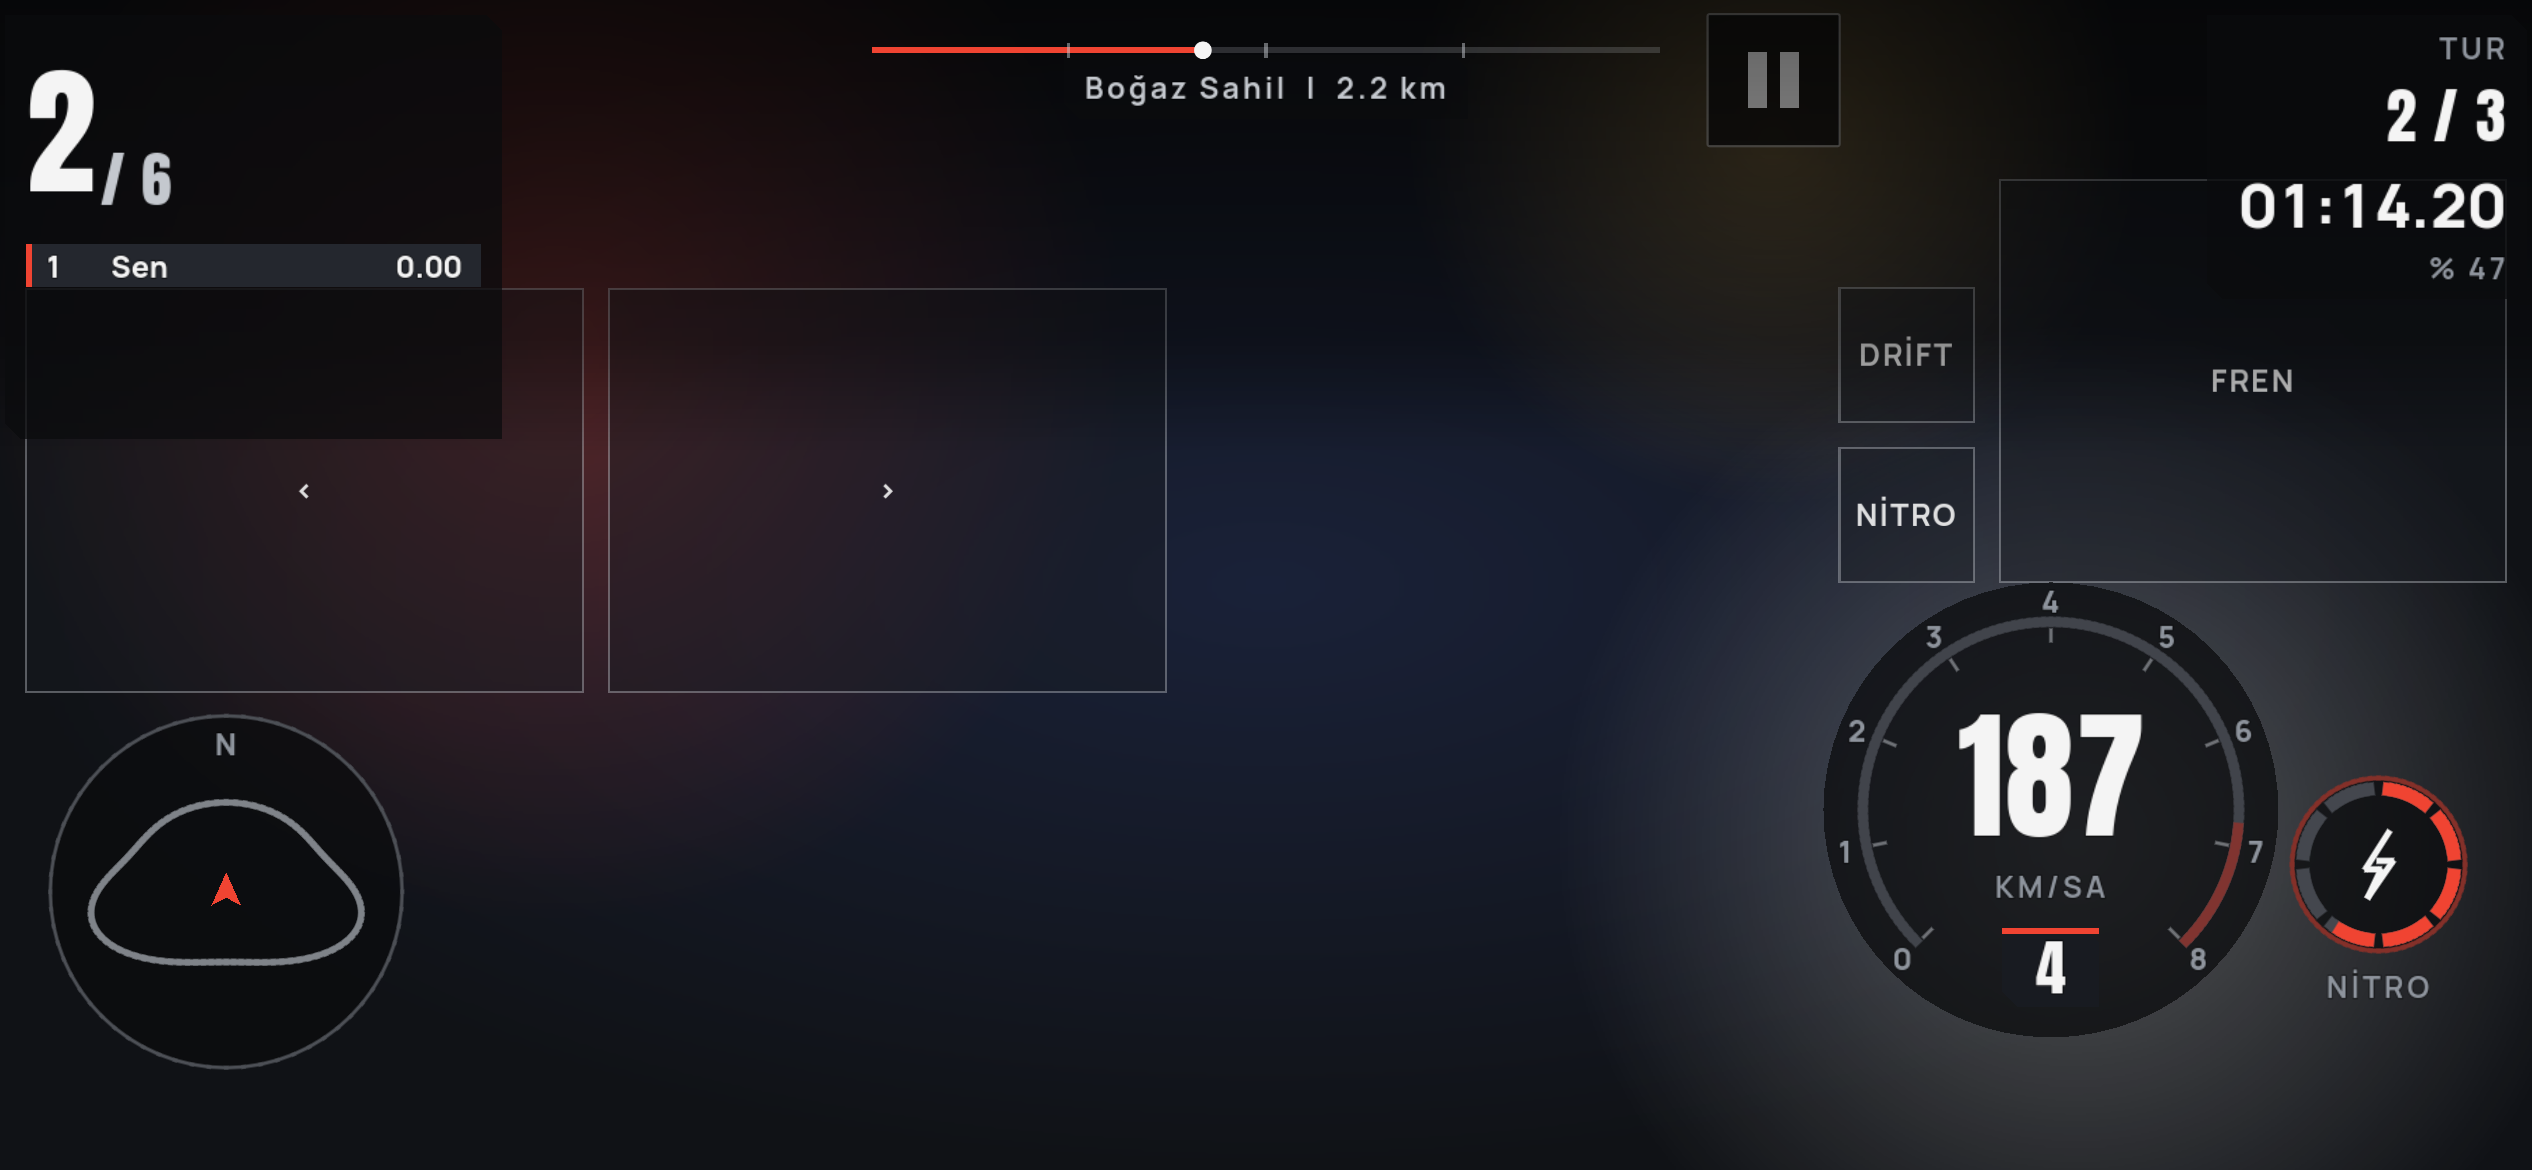 2 / 6
1 Sen 0.00
Boğaz Sahil | 2.2 km
TUR
2 / 3
01:14.20
% 47
DRİFT
FREN
NİTRO
‹
›
N
0 1 2 3 4 5 6 7 8
187
KM/SA
4
NİTRO